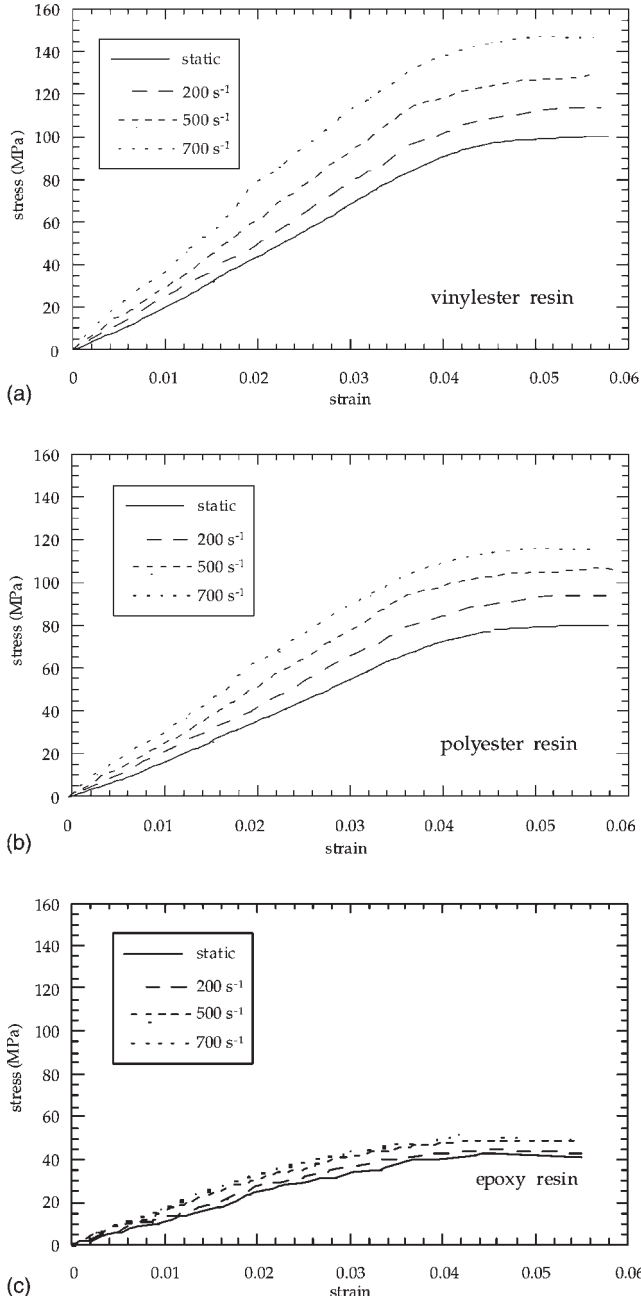 160
140
120
100
80
60
40
20
0
stress (MPa)
static
200 s⁻¹
500 s⁻¹
700 s⁻¹
vinylester resin
0 0.01 0.02 0.03 0.04 0.05 0.06
strain
(a)
160
140
120
100
80
60
40
20
0
stress (MPa)
static
200 s⁻¹
500 s⁻¹
700 s⁻¹
polyester resin
0 0.01 0.02 0.03 0.04 0.05 0.06
strain
(b)
160
140
120
100
80
60
40
20
0
stress (MPa)
static
200 s⁻¹
500 s⁻¹
700 s⁻¹
epoxy resin
0 0.01 0.02 0.03 0.04 0.05 0.06
strain
(c)